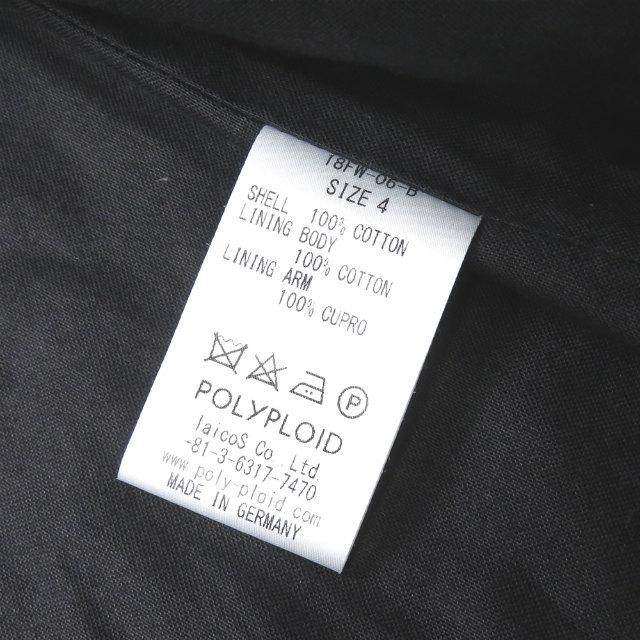 18FW-06-B
SIZE 4
SHELL 100% COTTON
LINING BODY
100% COTTON
LINING ARM
100% CUPRO
P
POLYPLOID
laicoS Co .Ltd
-81-3-6317-7470
www.poly-ploid.com
MADE IN GERMANY